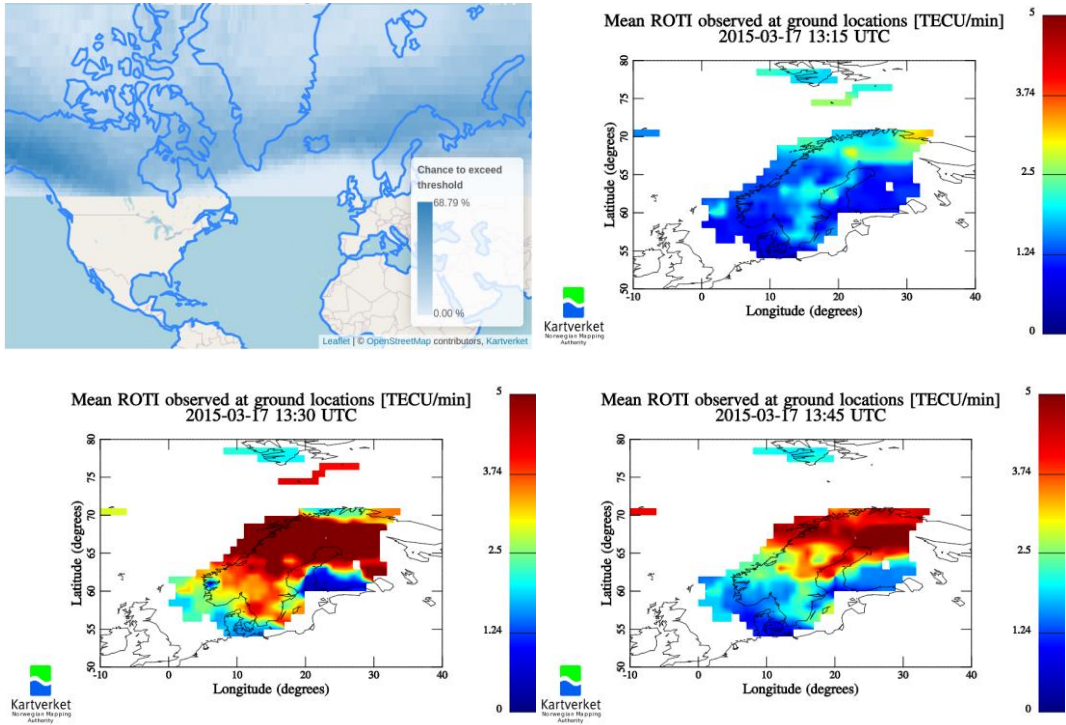 Chance to exceed
threshold
68.79 %
0.00 %
Leaflet | © OpenStreetMap contributors, Kartverket
Mean ROTI observed at ground locations [TECU/min]
2015-03-17 13:15 UTC
5
3.74
2.5
1.24
0
80
75
70
65
60
55
50
Latitude (degrees)
-10 0 10 20 30 40
Longitude (degrees)
Kartverket
Norwegian Mapping
Authority
Mean ROTI observed at ground locations [TECU/min]
2015-03-17 13:30 UTC
5
3.74
2.5
1.24
0
80
75
70
65
60
55
50
Latitude (degrees)
-10 0 10 20 30 40
Longitude (degrees)
Kartverket
Norwegian Mapping
Authority
Mean ROTI observed at ground locations [TECU/min]
2015-03-17 13:45 UTC
5
3.74
2.5
1.24
0
80
75
70
65
60
55
50
Latitude (degrees)
-10 0 10 20 30 40
Longitude (degrees)
Kartverket
Norwegian Mapping
Authority